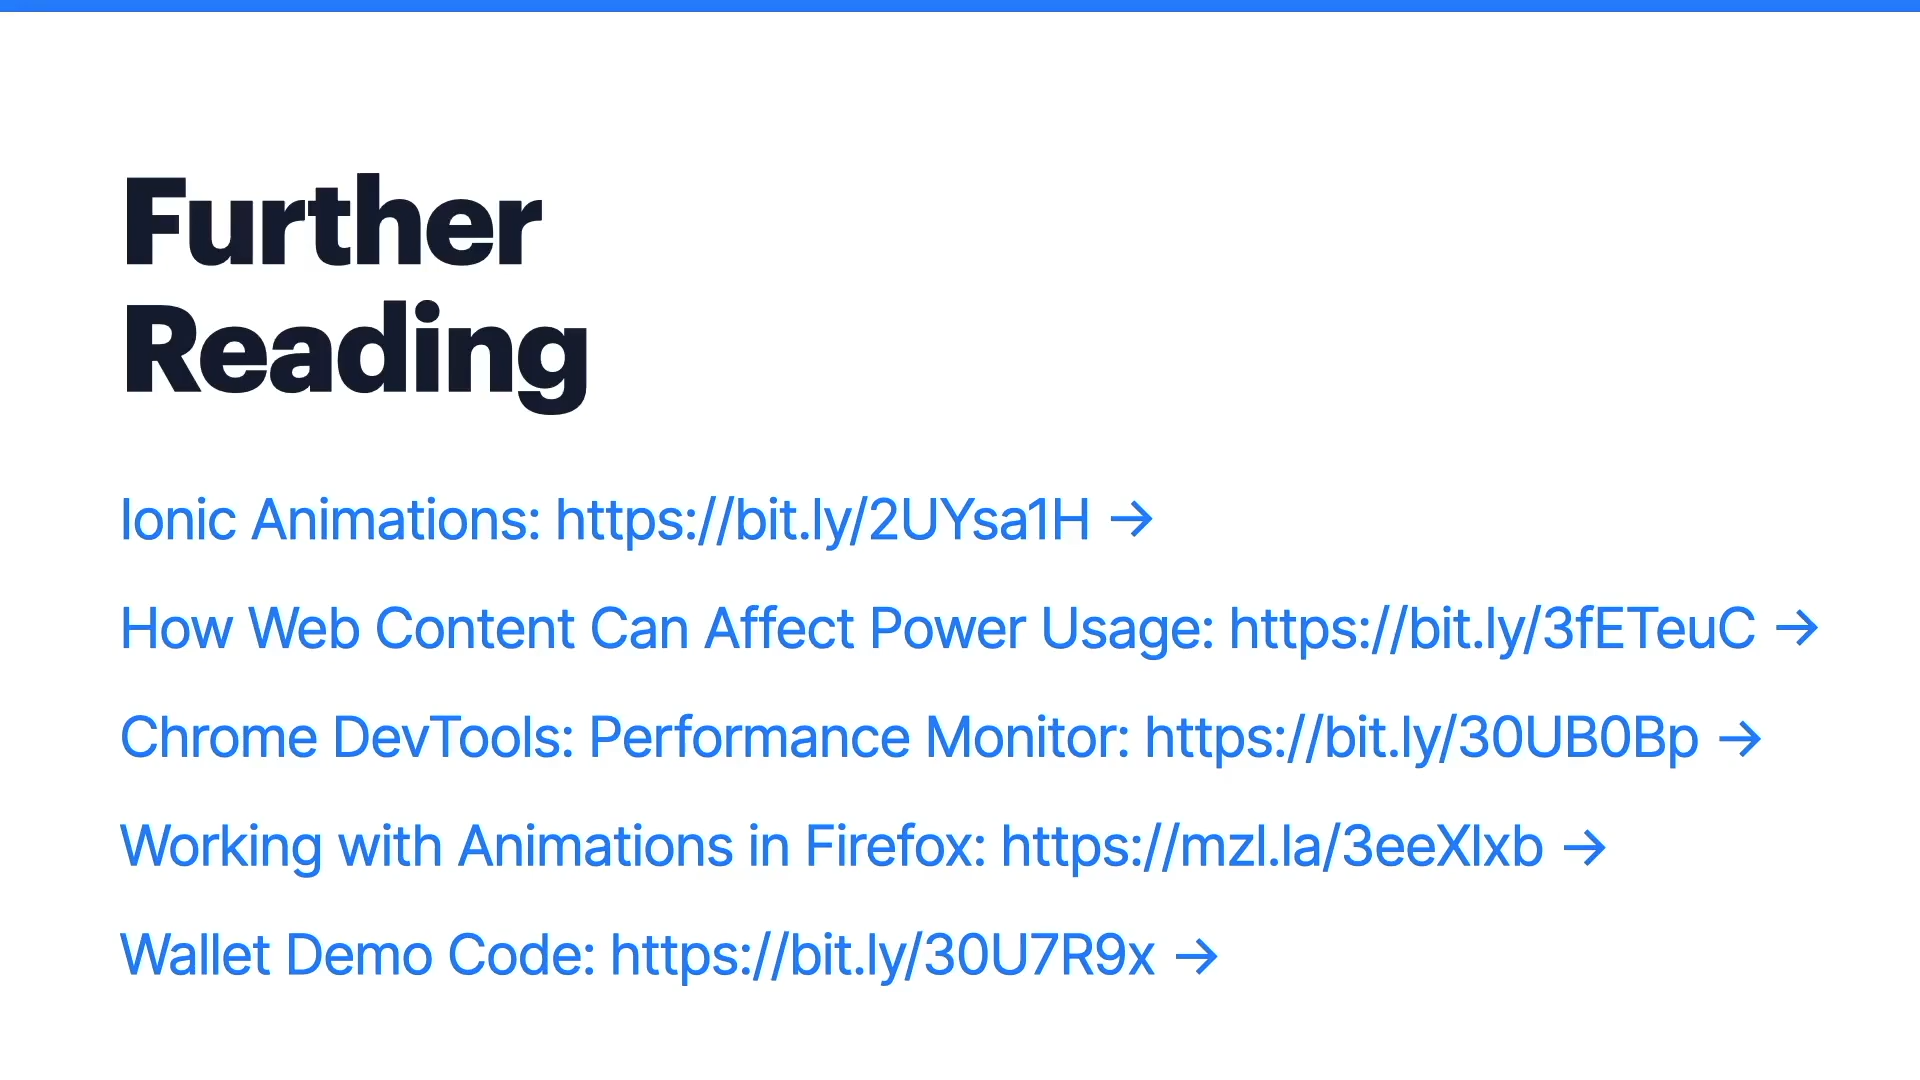 Further
Reading
Ionic Animations: https://bit.ly/2UYsa1H →
How Web Content Can Affect Power Usage: https://bit.ly/3fETeuC →
Chrome DevTools: Performance Monitor: https://bit.ly/30UB0Bp →
Working with Animations in Firefox: https://mzl.la/3eeXlxb →
Wallet Demo Code: https://bit.ly/30U7R9x →